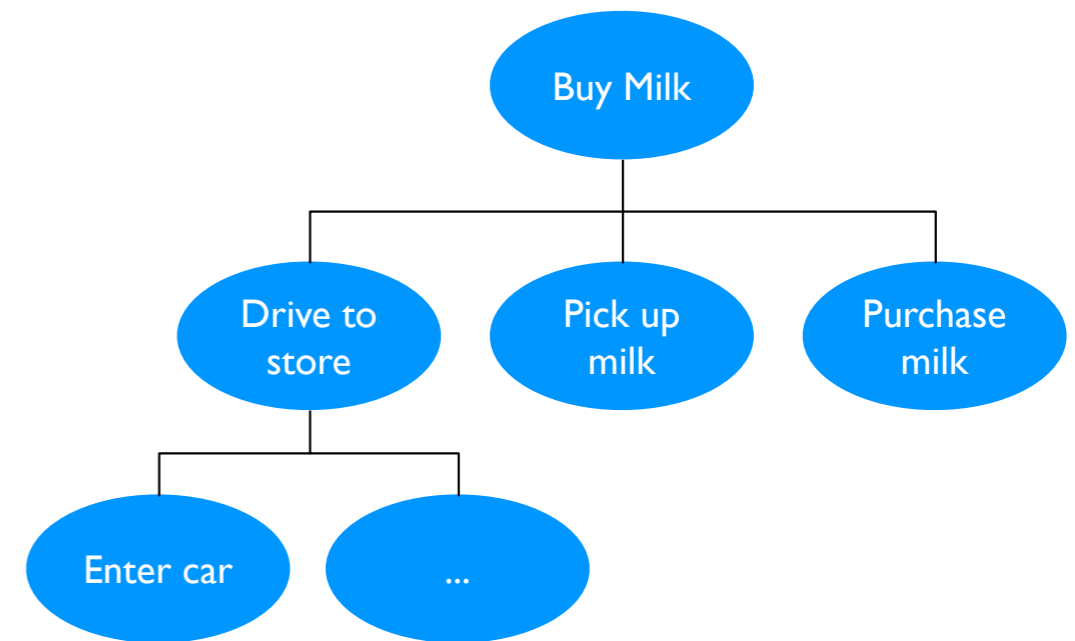 Buy Milk
Drive to
store
Pick up
milk
Purchase
milk
Enter car
...